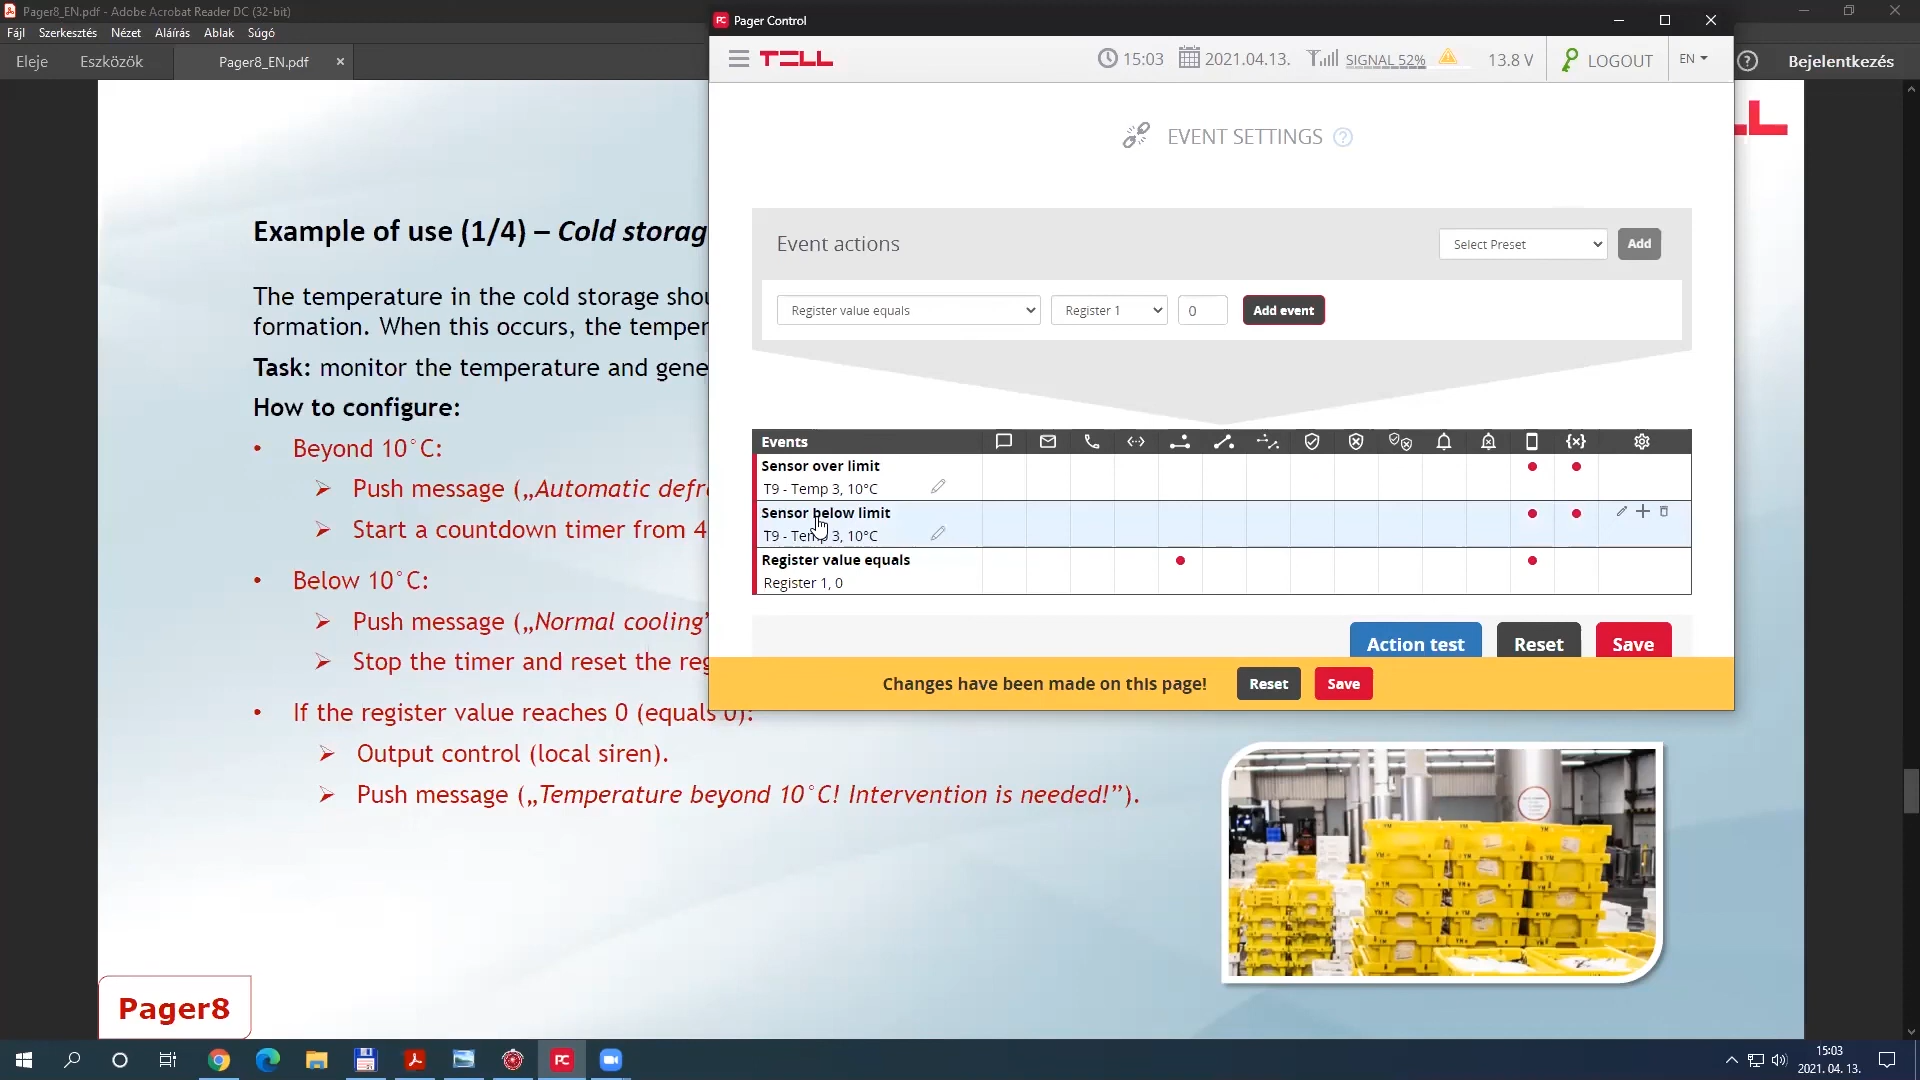 Pager8_EN.pdf - Adobe Acrobat Reader DC (32-bit)
Fájl Szerkesztés Nézet Aláírás Ablak Súgó
Eleje Eszközök Pager8_EN.pdf ×
Bejelentkezés
Pager Control
TELL
15:03 2021.04.13. SIGNAL 52% 13.8 V LOGOUT EN
EVENT SETTINGS
Event actions
Select Preset Add
Register value equals Register 1 0 Add event
Events
Sensor over limit
T9 - Temp 3, 10°C
Sensor below limit
T9 - Temp 3, 10°C
Register value equals
Register 1, 0
Action test Reset Save
Changes have been made on this page! Reset Save
Example of use (1/4) – Cold storag
The temperature in the cold storage shou
formation. When this occurs, the temper
Task: monitor the temperature and gene
How to configure:
• Beyond 10°C:
➢ Push message („Automatic defr
➢ Start a countdown timer from 4
• Below 10°C:
➢ Push message („Normal cooling”
➢ Stop the timer and reset the reg
• If the register value reaches 0 (equals 0):
➢ Output control (local siren).
➢ Push message („Temperature beyond 10°C! Intervention is needed!”).
Pager8
15:03
2021. 04. 13.